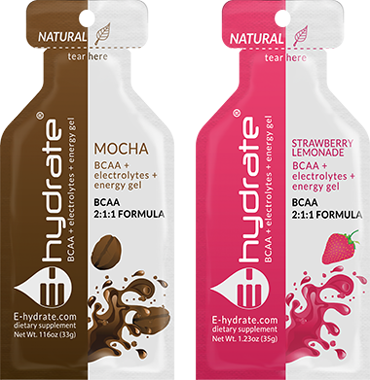 NATURAL
tear here
E-hydrate®
BCAA + electrolytes + energy gel
MOCHA
BCAA +
electrolytes +
energy gel
BCAA
2:1:1 FORMULA
E-hydrate.com
dietary supplement
Net Wt. 116oz (33g)
NATURAL
tear here
E-hydrate®
BCAA + electrolytes + energy gel
STRAWBERRY
LEMONADE
BCAA +
electrolytes +
energy gel
BCAA
2:1:1 FORMULA
E-hydrate.com
dietary supplement
Net Wt. 1.23oz (35g)